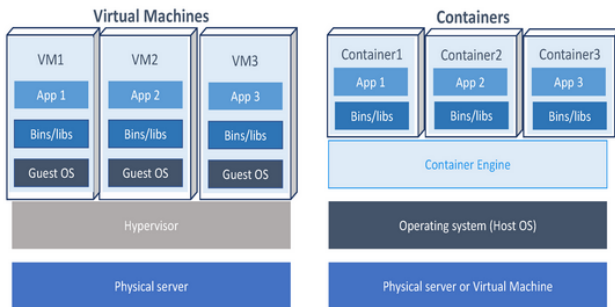 Virtual Machines
VM1
VM2
VM3
App 1
App 2
App 3
Bins/libs
Bins/libs
Bins/libs
Guest OS
Guest OS
Guest OS
Hypervisor
Physical server
Containers
Container1
Container2
Container3
App 1
App 2
App 3
Bins/libs
Bins/libs
Bins/libs
Container Engine
Operating system (Host OS)
Physical server or Virtual Machine